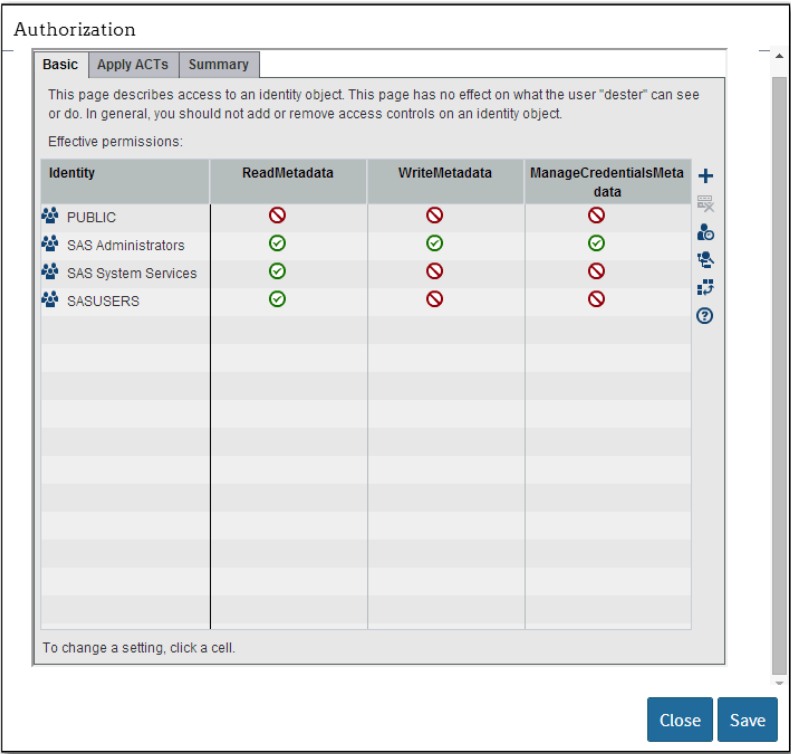 Authorization
Basic Apply ACTs Summary
This page describes access to an identity object. This page has no effect on what the user "dester" can see
or do. In general, you should not add or remove access controls on an identity object.
Effective permissions:
Identity ReadMetadata WriteMetadata ManageCredentialsMeta
data
PUBLIC
SAS Administrators
SAS System Services
SASUSERS
To change a setting, click a cell.
Close Save